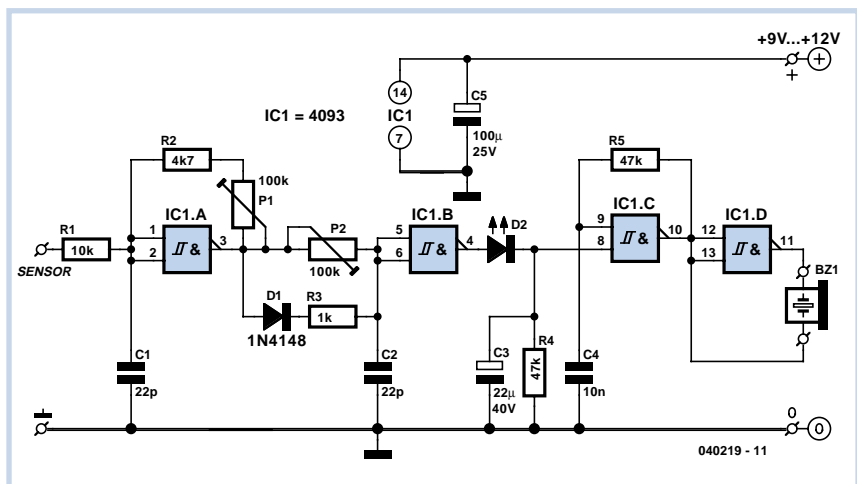 +9V...+12V
+
14
IC1 = 4093
IC1
C5
7
100µ
25V
R2
4k7
100k
P1
R5
47k
IC1.A
IC1.B
D2
IC1.C
IC1.D
R1
10k
1
2
&
3
P2
100k
5
6
&
4
9
8
&
10
12
13
&
11
BZ1
SENSOR
D1
1N4148
R3
1k
C1
22p
C2
22p
C3
22µ
40V
R4
47k
C4
10n
0
0
040219 - 11